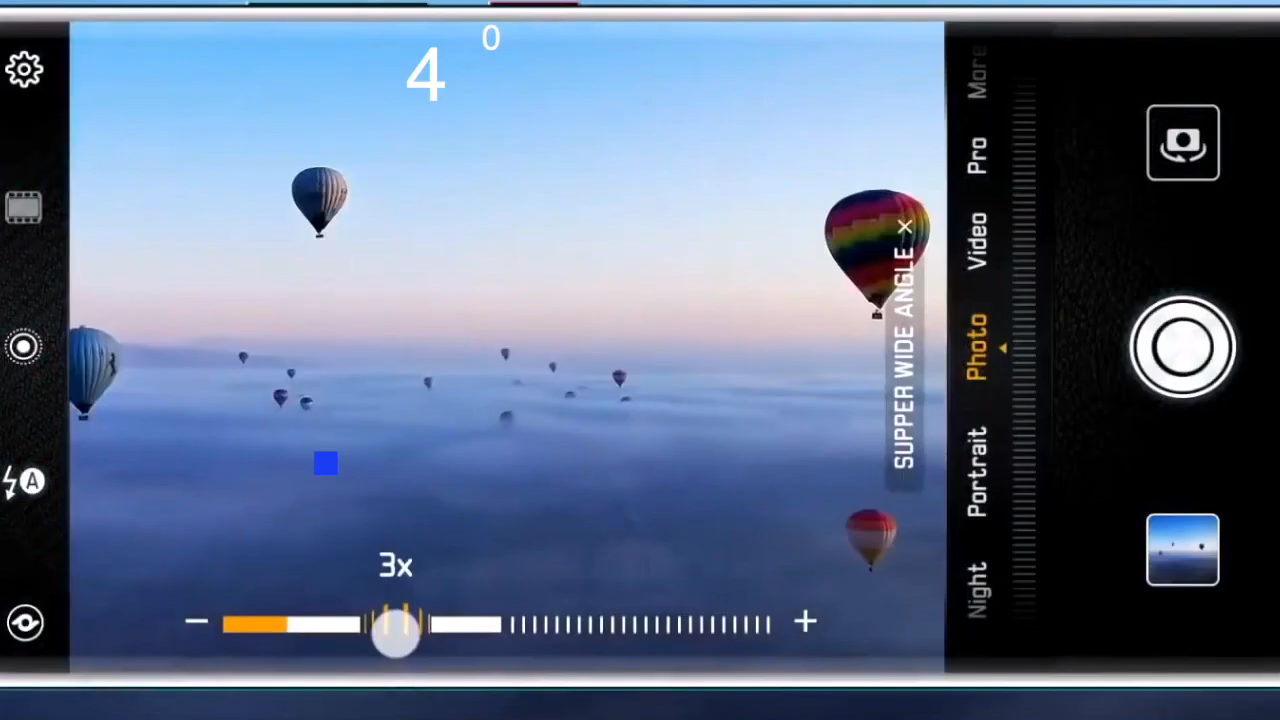 0
4
More
Pro
Video
Photo
Portrait
Night
SUPPER WIDE ANGLE ×
A
3x
− +